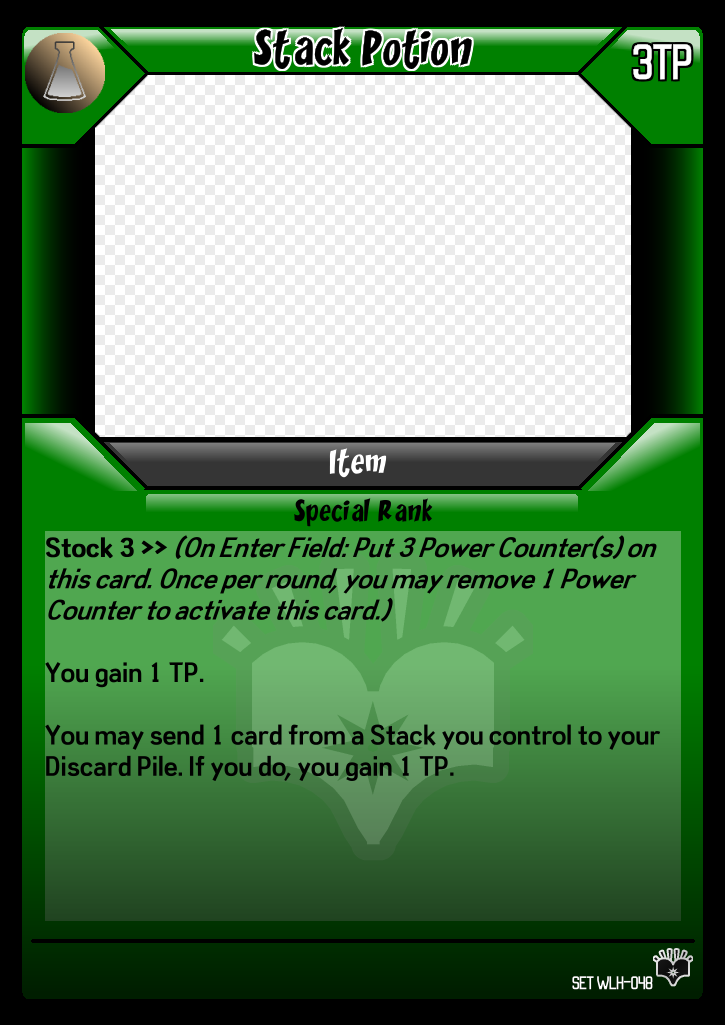 Stack Potion
3TP
Item
Special Rank
Stock 3 >> (On Enter Field: Put 3 Power Counter(s) on
this card. Once per round, you may remove 1 Power
Counter to activate this card.)
You gain 1 TP.
You may send 1 card from a Stack you control to your
Discard Pile. If you do, you gain 1 TP.
SET WLH-048